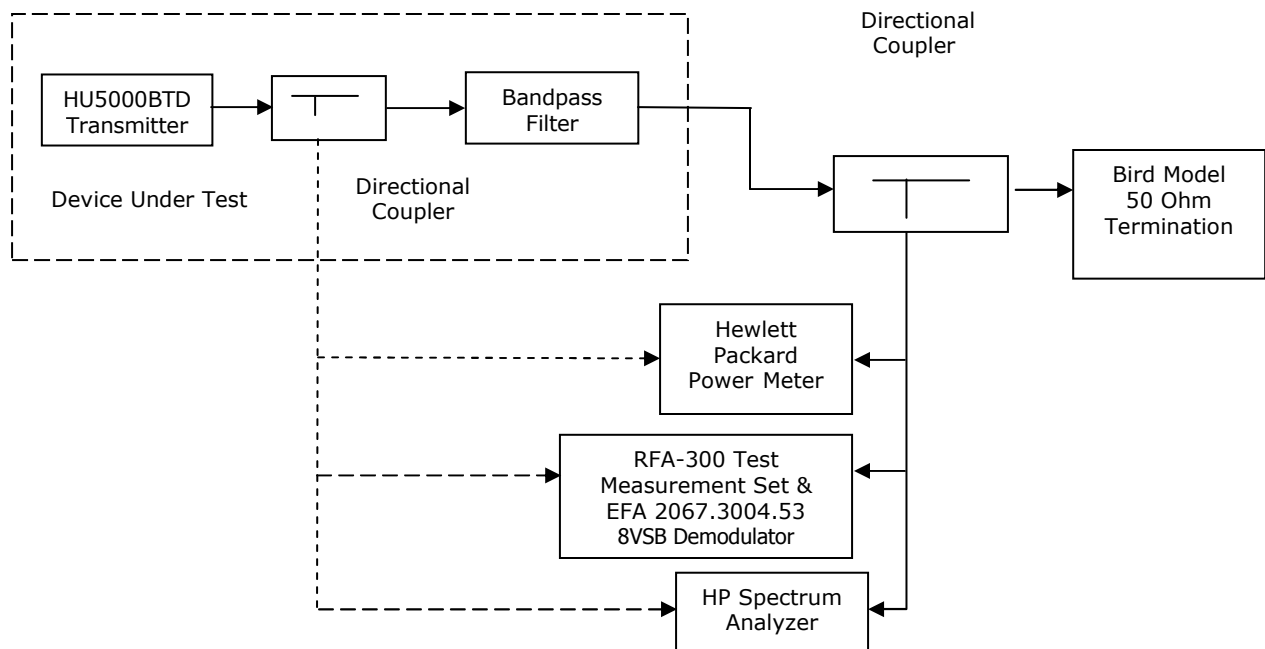 Directional
Coupler
HU5000BTD
Transmitter
Bandpass
Filter
Device Under Test
Directional
Coupler
Bird Model
50 Ohm
Termination
Hewlett
Packard
Power Meter
RFA-300 Test
Measurement Set &
EFA 2067.3004.53
8VSB Demodulator
HP Spectrum
Analyzer